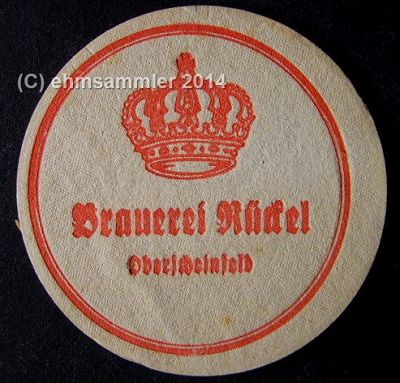 (C) ehmsammler 2014
Brauerei Rückel
Oberscheinfeld